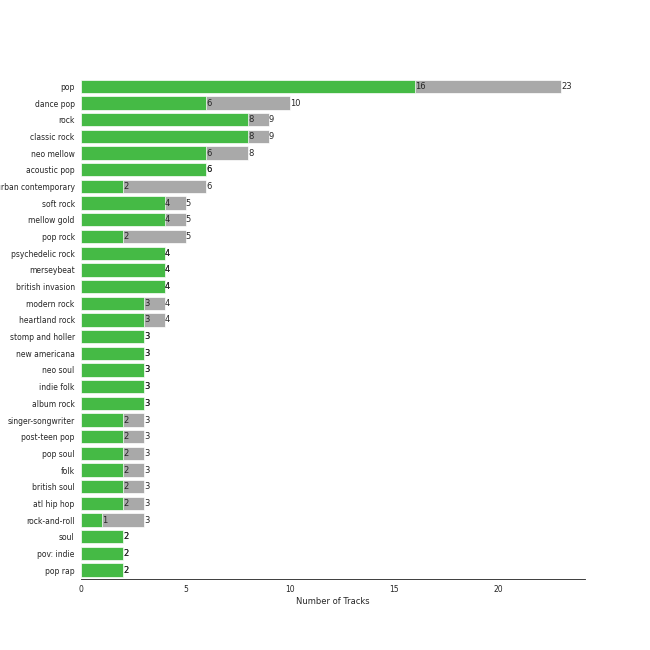 pop 16 23
dance pop 6 10
rock 8 9
classic rock 8 9
neo mellow 6 8
acoustic pop 6
rban contemporary 2 6
soft rock 4 5
mellow gold 4 5
pop rock 2 5
psychedelic rock 4
merseybeat 4
british invasion 4
modern rock 3 4
heartland rock 3 4
stomp and holler 3
new americana 3
neo soul 3
indie folk 3
album rock 3
singer-songwriter 2 3
post-teen pop 2 3
pop soul 2 3
folk 2 3
british soul 2 3
atl hip hop 2 3
rock-and-roll 1 3
soul 2
pov: indie 2
pop rap 2
0 5 10 15 20
Number of Tracks